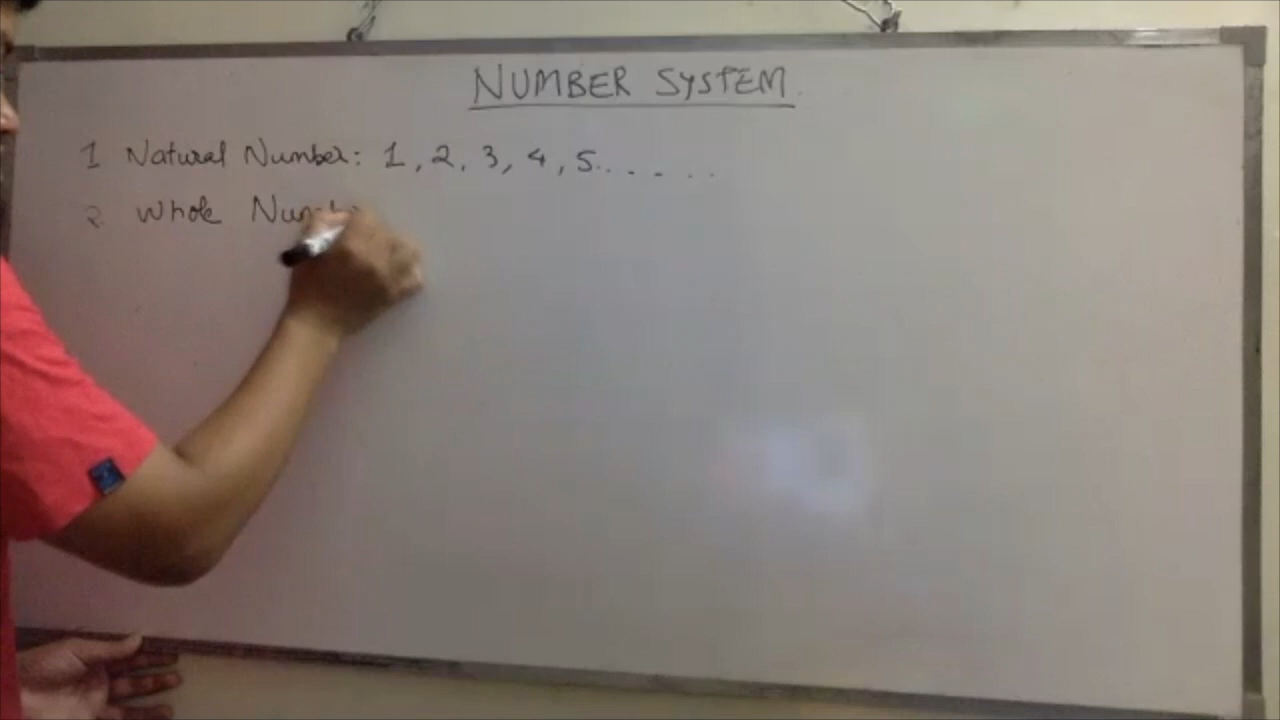 NUMBER SYSTEM
1 Natural Number: 1, 2, 3, 4, 5......
2 Whole